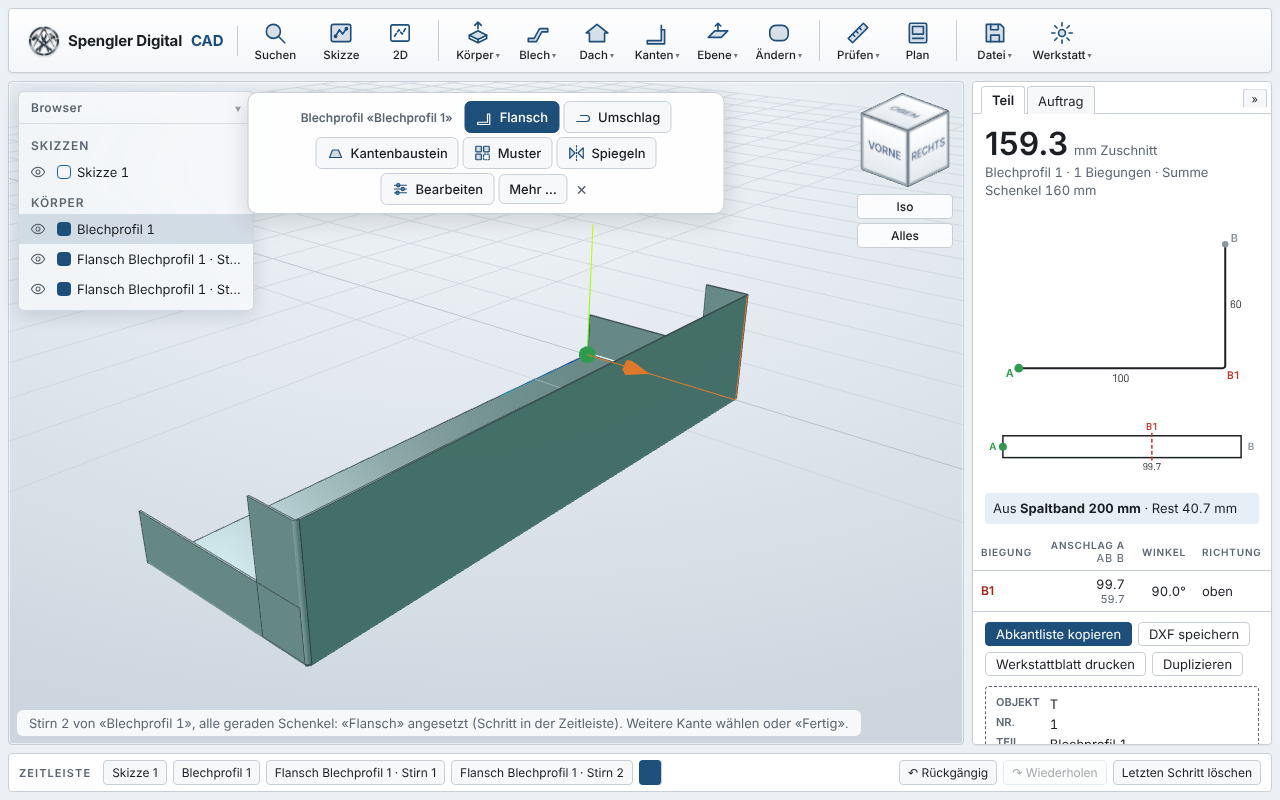 Spengler Digital CAD
Suchen
Skizze
2D
Körper
Blech
Dach
Kanten
Ebene
Ändern
Prüfen
Plan
Datei
Werkstatt
Browser
SKIZZEN
Skizze 1
KÖRPER
Blechprofil 1
Flansch Blechprofil 1 · St...
Flansch Blechprofil 1 · St...
Blechprofil «Blechprofil 1»
Flansch
Umschlag
Kantenbaustein
Muster
Spiegeln
Bearbeiten
Mehr ...
×
OBEN
VORNE
RECHTS
Iso
Alles
Stirn 2 von «Blechprofil 1», alle geraden Schenkel: «Flansch» angesetzt (Schritt in der Zeitleiste). Weitere Kante wählen oder «Fertig».
Teil
Auftrag
»
159.3 mm Zuschnitt
Blechprofil 1 · 1 Biegungen · Summe
Schenkel 160 mm
B
60
A
100
B1
B1
A
B
99.7
Aus Spaltband 200 mm · Rest 40.7 mm
BIEGUNG ANSCHLAG A WINKEL RICHTUNG
AB B
B1 99.7 90.0° oben
59.7
Abkantliste kopieren
DXF speichern
Werkstattblatt drucken
Duplizieren
OBJEKT T
NR. 1
TEIL Blechprofil 1
ZEITLEISTE
Skizze 1
Blechprofil 1
Flansch Blechprofil 1 · Stirn 1
Flansch Blechprofil 1 · Stirn 2
↶ Rückgängig
↷ Wiederholen
Letzten Schritt löschen